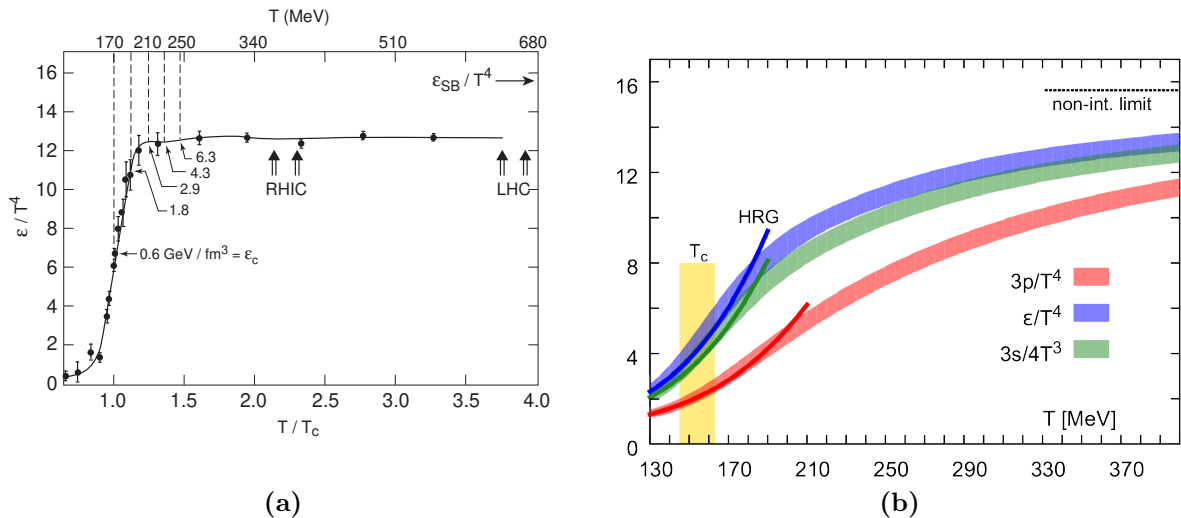 T (MeV)
170 210 250 340 510 680
16
14
12
10
8
6
4
2
0
ε / T⁴
ε_SB / T⁴
6.3
4.3
2.9
1.8
RHIC
LHC
0.6 GeV / fm³ = ε_c
1.0 1.5 2.0 2.5 3.0 3.5 4.0
T / T_c
(a)
16
12
8
4
0
non-int. limit
HRG
T_c
3p/T⁴
ε/T⁴
3s/4T³
T [MeV]
130 170 210 250 290 330 370
(b)